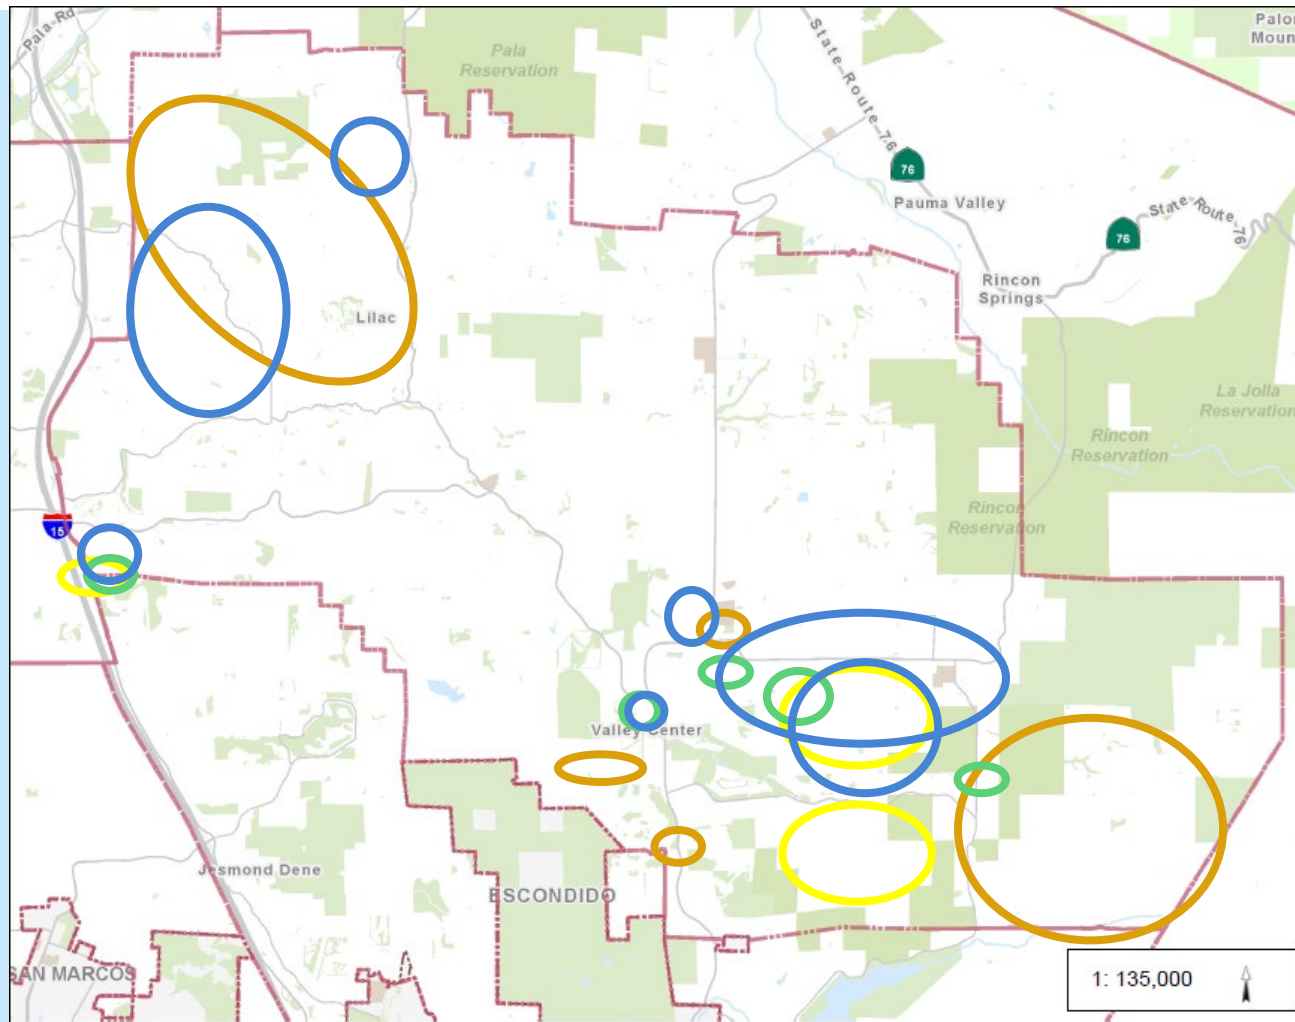 Pala-Rd
Pala
Reservation
State-Route-76
Palo
Moun
76
Pauma Valley
76
State-Route-76
Rincon
Springs
Lilac
La Jolla
Reservation
Rincon
Reservation
Rincon
Reservation
15
Valley Center
Jesmond Dene
ESCONDIDO
SAN MARCOS
1: 135,000